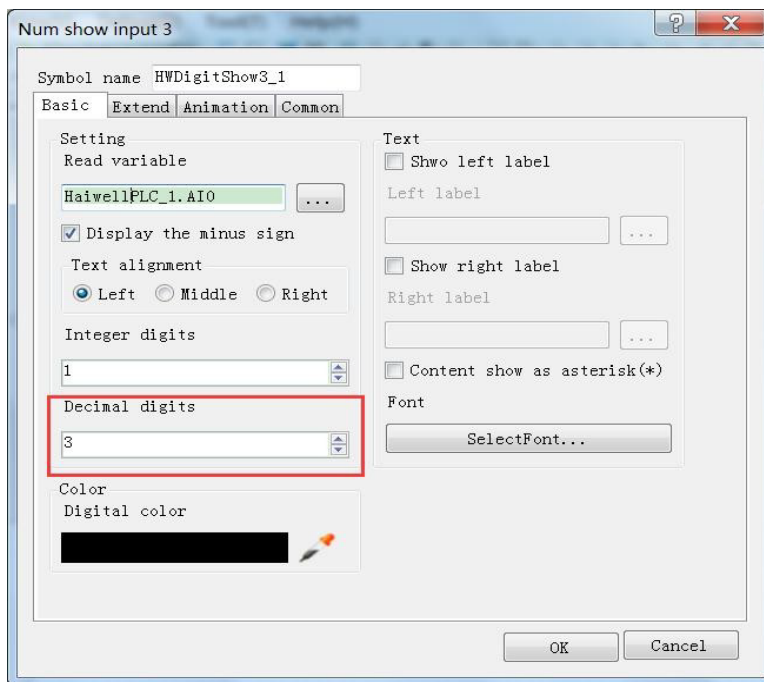 Num show input 3
Symbol name HWDigitShow3_1
Basic Extend Animation Common
Setting
Read variable
HaiwellPLC_1.AI0
...
Display the minus sign
Text alignment
Left Middle Right
Integer digits
1
Decimal digits
3
Color
Digital color
Text
Shwo left label
Left label
...
Show right label
Right label
...
Content show as asterisk(*)
Font
SelectFont...
OK Cancel